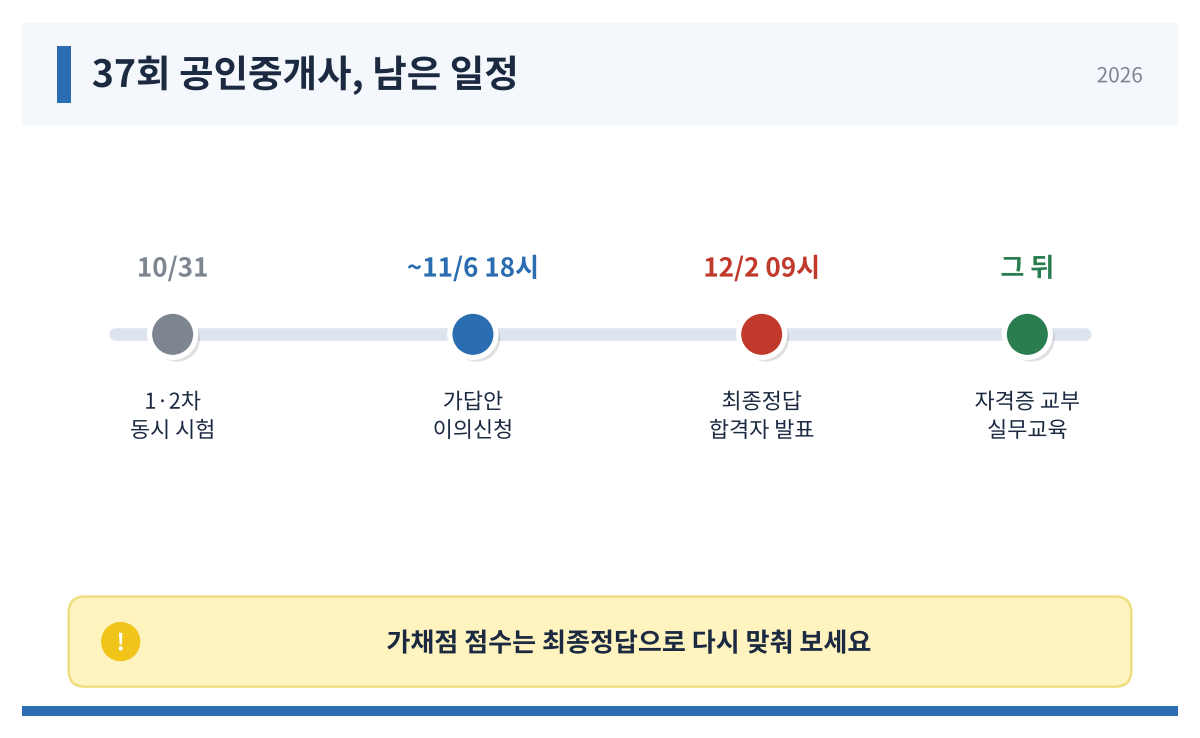 37회 공인중개사, 남은 일정
2026
10/31
~11/6 18시
12/2 09시
그 뒤
1·2차
동시 시험
가답안
이의신청
최종정답
합격자 발표
자격증 교부
실무교육
!
가채점 점수는 최종정답으로 다시 맞춰 보세요